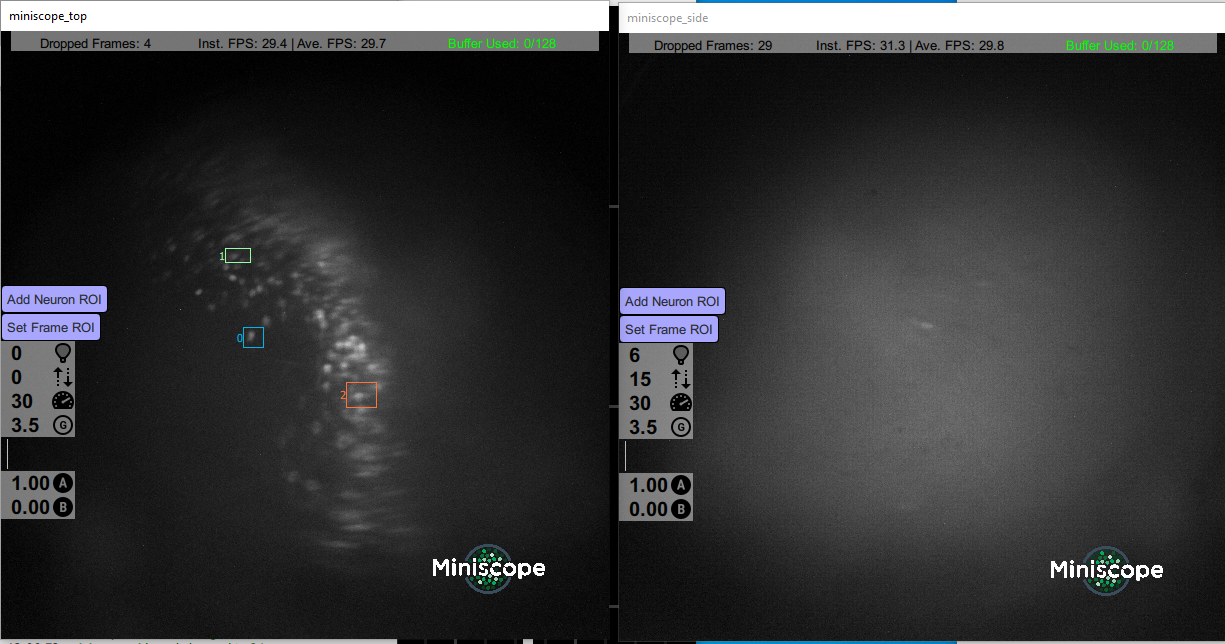 miniscope_top
Dropped Frames: 4 Inst. FPS: 29.4 | Ave. FPS: 29.7 Buffer Used: 0/128
1
0
2
Add Neuron ROI
Set Frame ROI
0
0
30
3.5 G
1.00 A
0.00 B
Miniscope
miniscope_side
Dropped Frames: 29 Inst. FPS: 31.3 | Ave. FPS: 29.8 Buffer Used: 0/128
Add Neuron ROI
Set Frame ROI
6
15
30
3.5 G
1.00 A
0.00 B
Miniscope